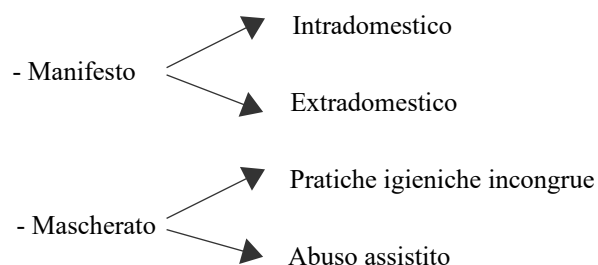 Intradomestico
- Manifesto
Extradomestico
Pratiche igieniche incongrue
- Mascherato
Abuso assistito